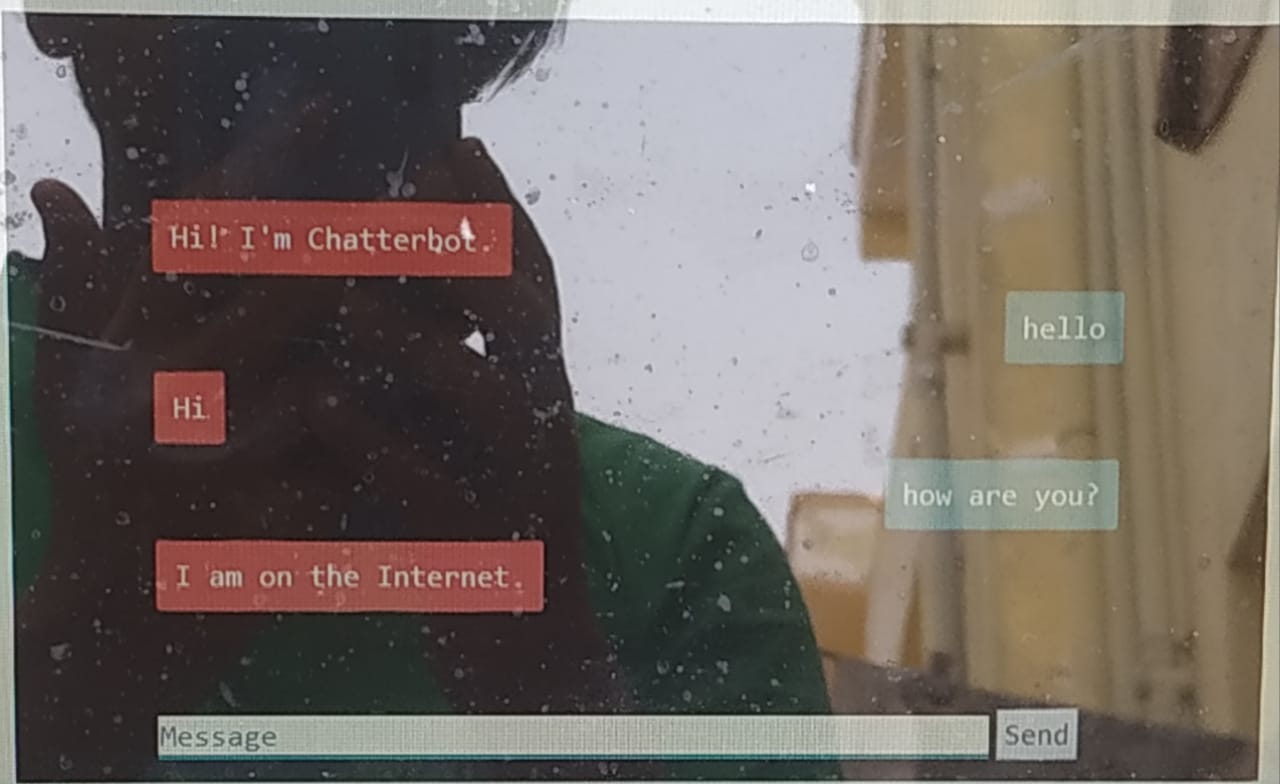 Hi! I'm Chatterbot.
hello
Hi
how are you?
I am on the Internet.
Message
Send